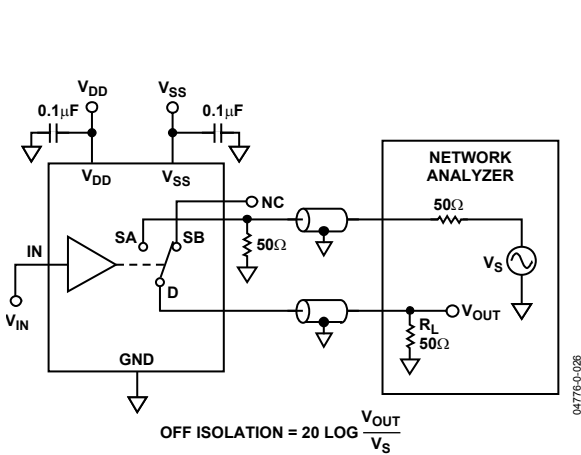 VDD
VSS
0.1μF
0.1μF
VDD
VSS
NC
SA
SB
50Ω
IN
D
VIN
GND
NETWORK
ANALYZER
50Ω
VS
VOUT
RL
50Ω
OFF ISOLATION = 20 LOG VOUT / VS
04776-0-026